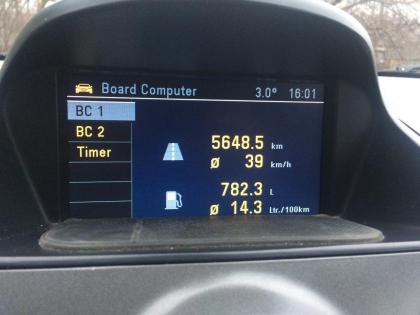 Board Computer 3.0° 16:01
BC 1
BC 2
Timer
5648.5 km
Ø 39 km/h
782.3 L
Ø 14.3 Ltr./100km